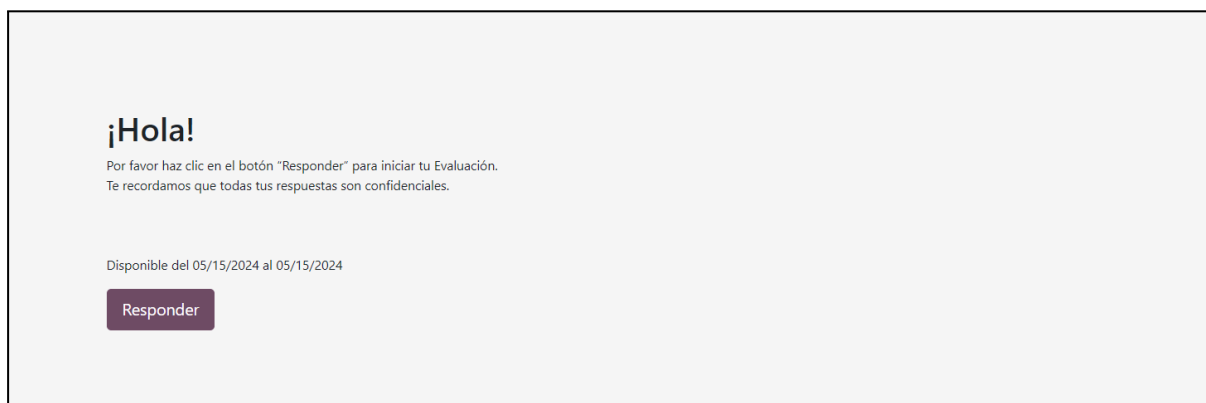 ¡Hola!
Por favor haz clic en el botón “Responder” para iniciar tu Evaluación.
Te recordamos que todas tus respuestas son confidenciales.
Disponible del 05/15/2024 al 05/15/2024
Responder